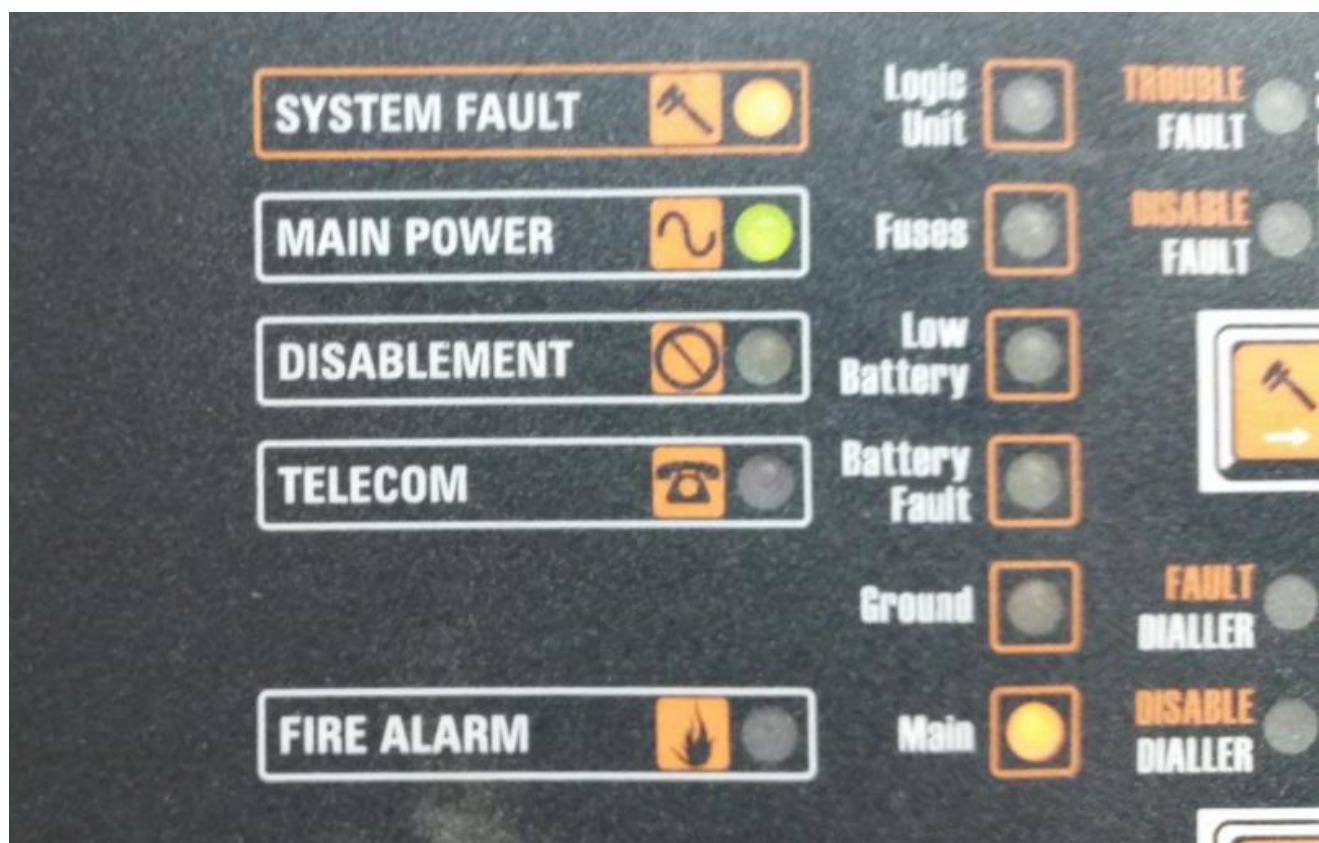 SYSTEM FAULT
MAIN POWER
DISABLEMENT
TELECOM
FIRE ALARM
Logic
Unit
Fuses
Low
Battery
Battery
Fault
Ground
Main
TROUBLE
FAULT
DISABLE
FAULT
FAULT
DIALLER
DISABLE
DIALLER